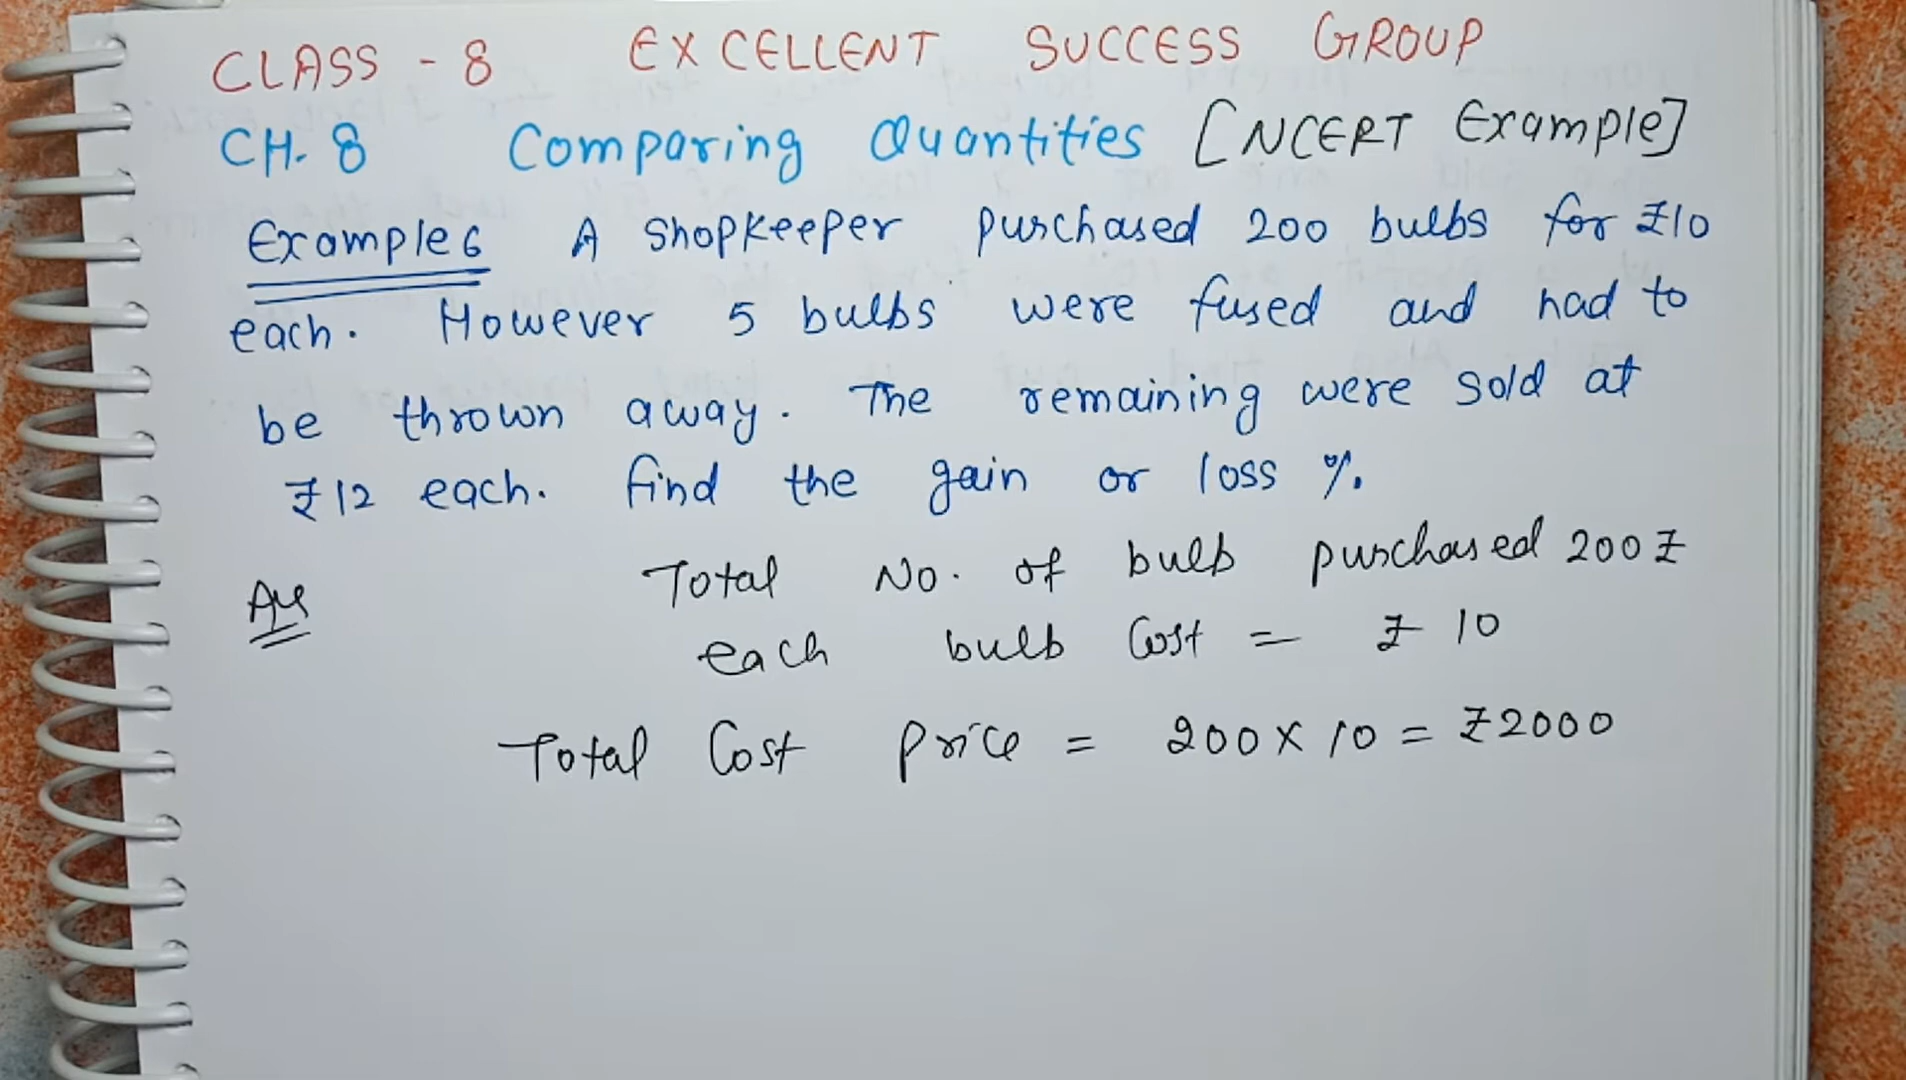 CLASS - 8 EXCELLENT SUCCESS GROUP
CH. 8 Comparing Quantities [NCERT Example]
Example 6 A Shopkeeper purchased 200 bulbs for ₹10
each. However 5 bulbs were fused and had to
be thrown away. The remaining were sold at
₹12 each. find the gain or loss %.
Total No. of bulb purchased 200 ₹
each bulb Cost = ₹ 10
Total Cost Price = 200 × 10 = ₹2000